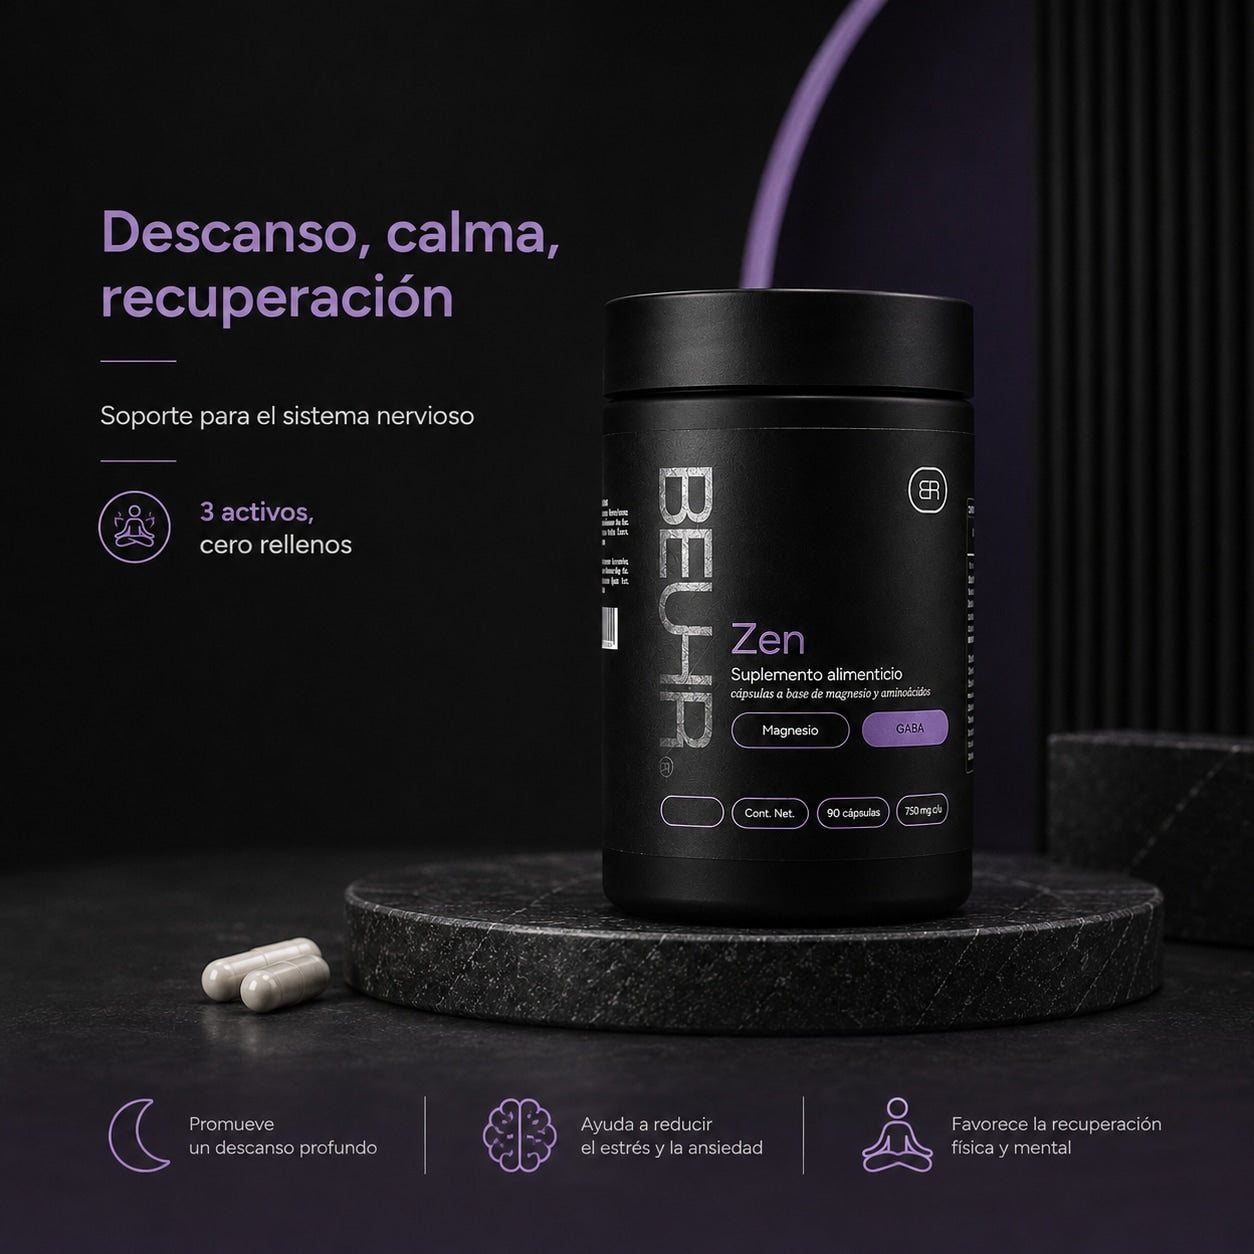 Descanso, calma,
recuperación
Soporte para el sistema nervioso
3 activos,
cero rellenos
BEUHR
BR
Zen
Suplemento alimenticio
cápsulas a base de magnesio y aminoácidos
Magnesio
GABA
Cont. Net.
90 cápsulas
750 mg c/u
Promueve
un descanso profundo
Ayuda a reducir
el estrés y la ansiedad
Favorece la recuperación
física y mental